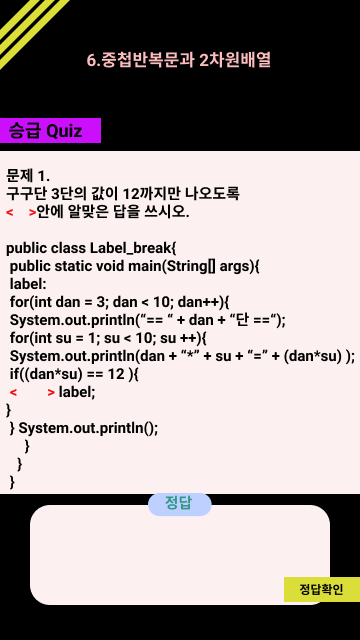 6.중첩반복문과 2차원배열
승급 Quiz
문제 1.
구구단 3단의 값이 12까지만 나오도록
<    >안에 알맞은 답을 쓰시오.
public class Label_break{
public static void main(String[] args){
label:
for(int dan = 3; dan < 10; dan++){
System.out.println(“== “ + dan + “단 ==“);
for(int su = 1; su < 10; su ++){
System.out.println(dan + “*” + su + “=” + (dan*su) );
if((dan*su) == 12 ){
<        > label;
}
} System.out.println();
}
}
}
정답
정답확인